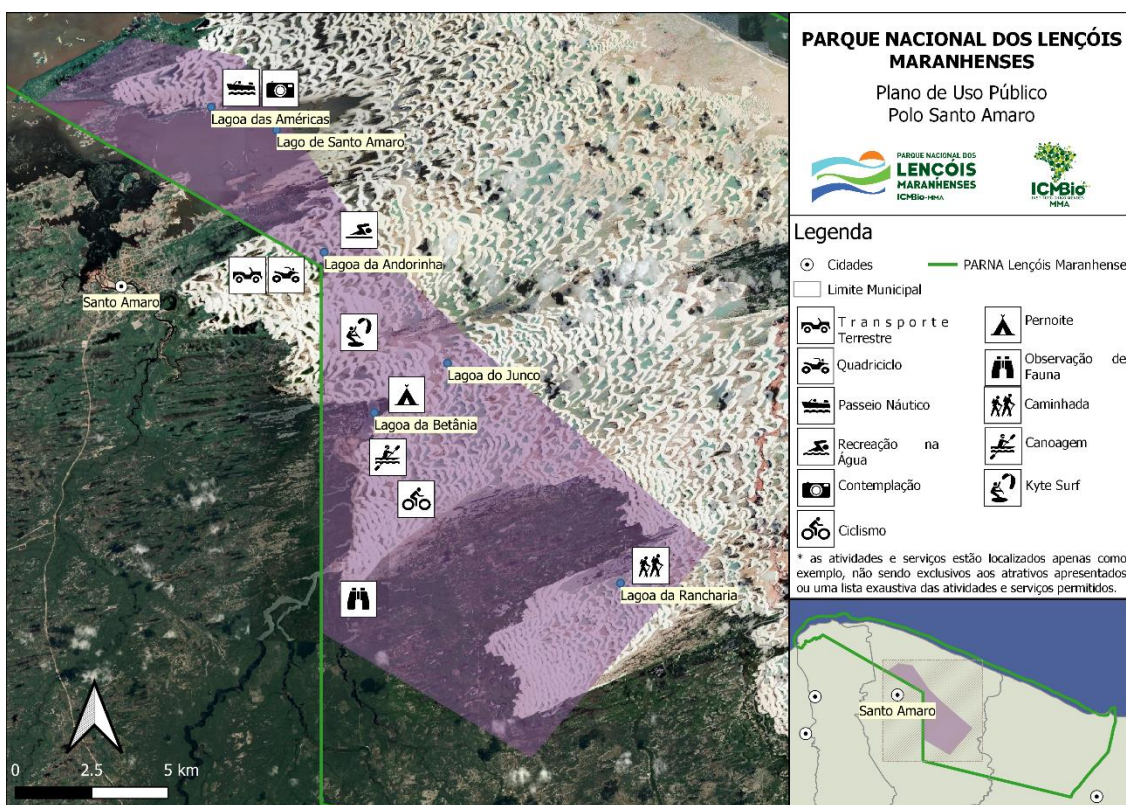 Lagoa das Américas
Lago de Santo Amaro
Lagoa da Andorinha
Santo Amaro
Lagoa do Junco
Lagoa da Betânia
Lagoa da Rancharia
0 2.5 5 km
PARQUE NACIONAL DOS LENÇÓIS
MARANHENSES
Plano de Uso Público
Polo Santo Amaro
PARQUE NACIONAL DOS
LENÇÓIS
MARANHENSES
ICMBio-MMA
ICMBio
MMA
Legenda
Cidades
PARNA Lençóis Maranhense
Limite Municipal
Transporte
Terrestre
Quadriciclo
Passeio Náutico
Recreação na
Água
Contemplação
Ciclismo
Pernoite
Observação de
Fauna
Caminhada
Canoagem
Kyte Surf
* as atividades e serviços estão localizados apenas como
exemplo, não sendo exclusivos aos atrativos apresentados
ou uma lista exaustiva das atividades e serviços permitidos.
Santo Amaro